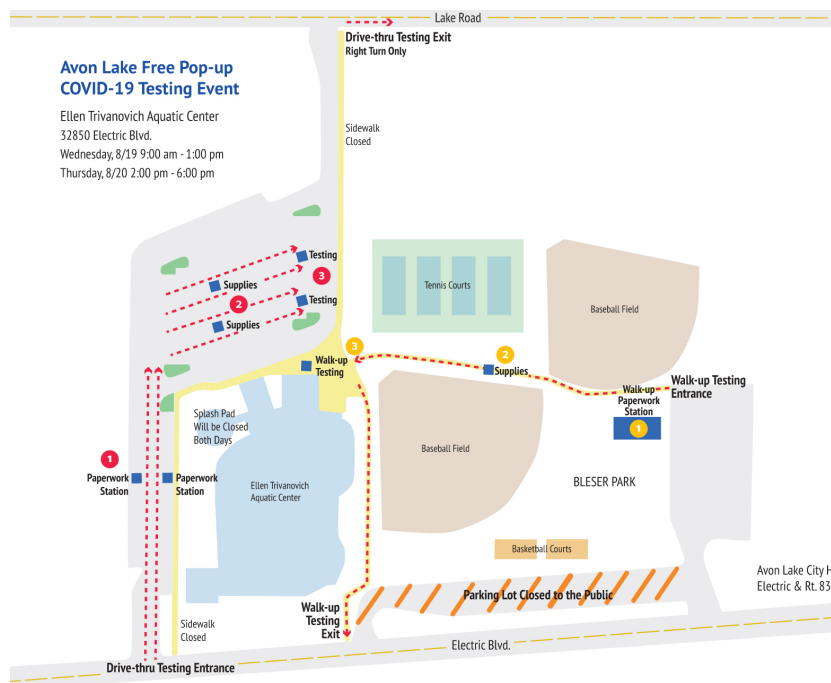 Lake Road
Drive-thru Testing Exit
Right Turn Only
Avon Lake Free Pop-up
COVID-19 Testing Event
Ellen Trivanovich Aquatic Center
32850 Electric Blvd.
Wednesday, 8/19 9:00 am - 1:00 pm
Thursday, 8/20 2:00 pm - 6:00 pm
Sidewalk
Closed
Testing
3
Supplies
2
Testing
Supplies
Tennis Courts
Baseball Field
3
2
Walk-up
Testing
Supplies
Walk-up Testing
Entrance
Walk-up
Paperwork
Station
1
Splash Pad
Will be Closed
Both Days
Baseball Field
1
Paperwork
Station
Paperwork
Station
Ellen Trivanovich
Aquatic Center
BLESER PARK
Basketball Courts
Avon Lake City H
Electric & Rt. 83
Parking Lot Closed to the Public
Walk-up
Testing
Exit
Sidewalk
Closed
Electric Blvd.
Drive-thru Testing Entrance